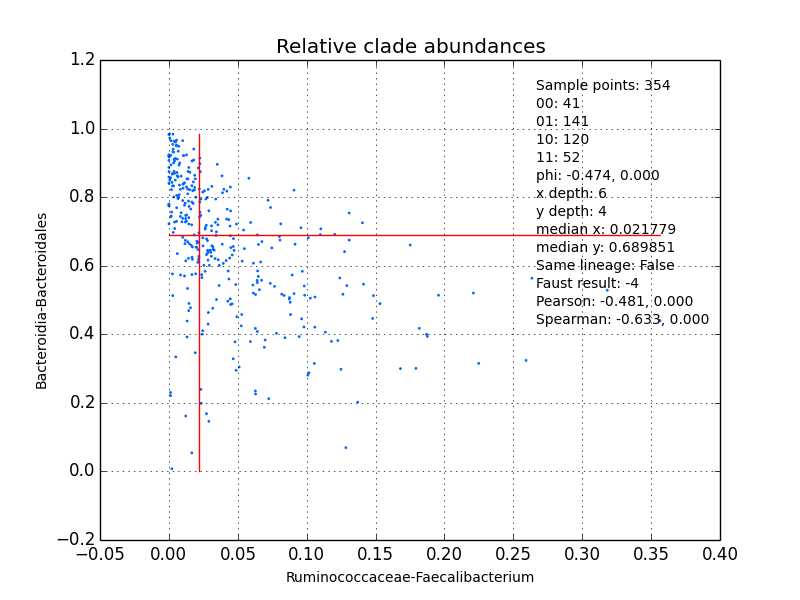 Relative clade abundances
1.2
1.0
0.8
0.6
0.4
0.2
0.0
−0.2
Bacteroidia-Bacteroidales
Sample points: 354
00: 41
01: 141
10: 120
11: 52
phi: -0.474, 0.000
x depth: 6
y depth: 4
median x: 0.021779
median y: 0.689851
Same lineage: False
Faust result: -4
Pearson: -0.481, 0.000
Spearman: -0.633, 0.000
−0.05 0.00 0.05 0.10 0.15 0.20 0.25 0.30 0.35 0.40
Ruminococcaceae-Faecalibacterium